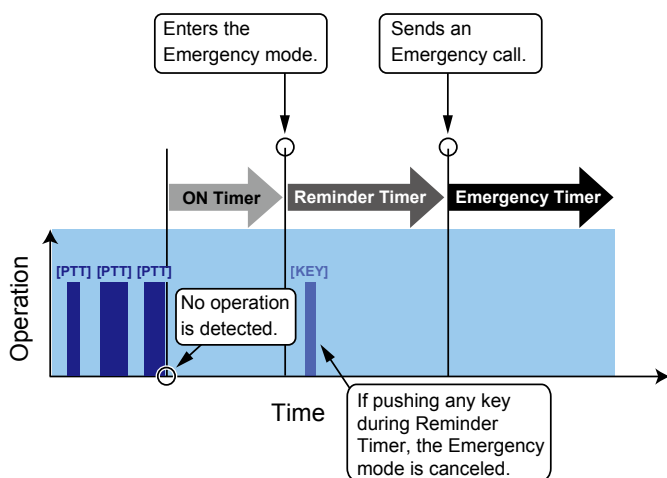 Enters the
Emergency mode.
Sends an
Emergency call.
ON Timer
Reminder Timer
Emergency Timer
[PTT] [PTT] [PTT]
[KEY]
No operation
is detected.
Operation
Time
If pushing any key
during Reminder
Timer, the Emergency
mode is canceled.